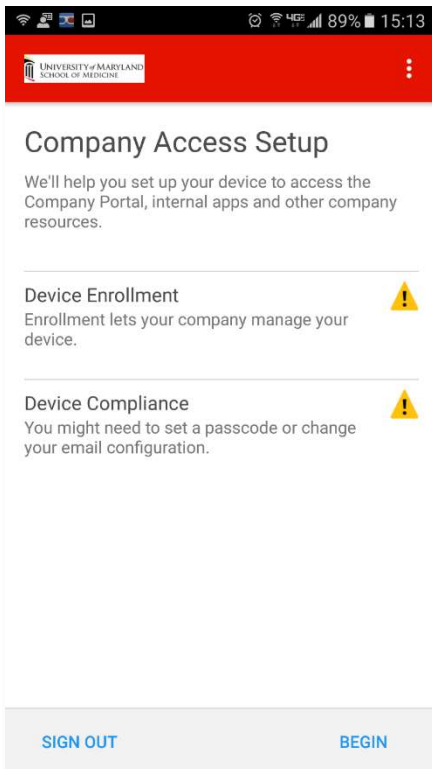 4GE 89% 15:13
UNIVERSITY of MARYLAND
SCHOOL OF MEDICINE
Company Access Setup
We'll help you set up your device to access the
Company Portal, internal apps and other company
resources.
Device Enrollment
Enrollment lets your company manage your
device.
Device Compliance
You might need to set a passcode or change
your email configuration.
SIGN OUT BEGIN